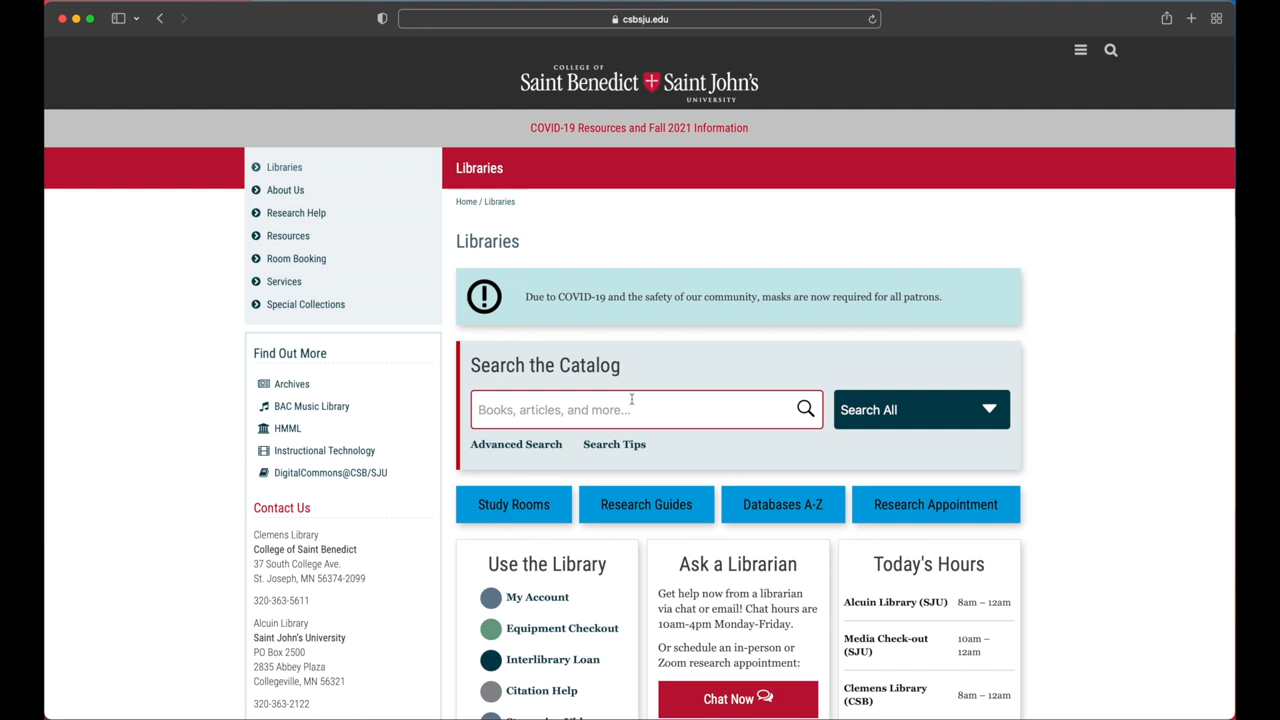 csbsju.edu
COLLEGE OF
Saint Benedict Saint John's
UNIVERSITY
COVID-19 Resources and Fall 2021 Information
Libraries
About Us
Research Help
Resources
Room Booking
Services
Special Collections
Find Out More
Archives
BAC Music Library
HMML
Instructional Technology
DigitalCommons@CSB/SJU
Contact Us
Clemens Library
College of Saint Benedict
37 South College Ave.
St. Joseph, MN 56374-2099
320-363-5611
Alcuin Library
Saint John's University
PO Box 2500
2835 Abbey Plaza
Collegeville, MN 56321
320-363-2122
Libraries
Home / Libraries
Libraries
Due to COVID-19 and the safety of our community, masks are now required for all patrons.
Search the Catalog
Books, articles, and more...
Search All
Advanced Search Search Tips
Study Rooms Research Guides Databases A-Z Research Appointment
Use the Library
My Account
Equipment Checkout
Interlibrary Loan
Citation Help
Ask a Librarian
Get help now from a librarian
via chat or email! Chat hours are
10am-4pm Monday-Friday.
Or schedule an in-person or
Zoom research appointment:
Chat Now
Today's Hours
Alcuin Library (SJU) 8am – 12am
Media Check-out 10am –
(SJU) 12am
Clemens Library 8am – 12am
(CSB)